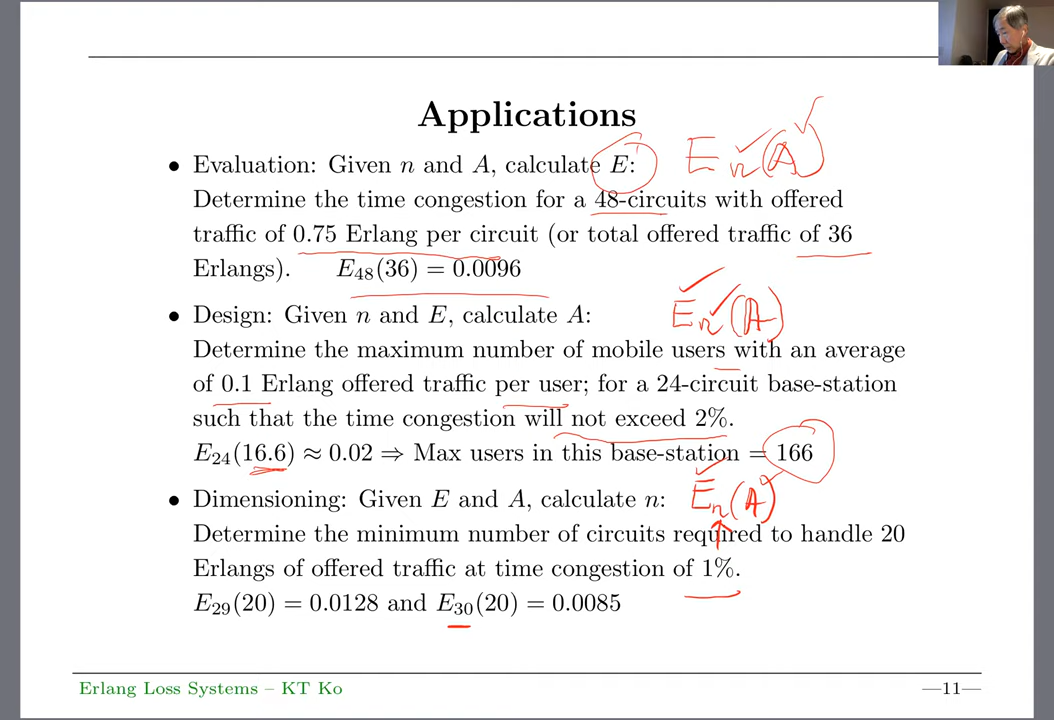 Applications
• Evaluation: Given n and A, calculate E: E_n(A)
Determine the time congestion for a 48-circuits with offered
traffic of 0.75 Erlang per circuit (or total offered traffic of 36
Erlangs). E₄₈(36) = 0.0096
• Design: Given n and E, calculate A: E_n(A)
Determine the maximum number of mobile users with an average
of 0.1 Erlang offered traffic per user; for a 24-circuit base-station
such that the time congestion will not exceed 2%.
E₂₄(16.6) ≈ 0.02 ⇒ Max users in this base-station = 166
• Dimensioning: Given E and A, calculate n: E_n(A)
Determine the minimum number of circuits required to handle 20
Erlangs of offered traffic at time congestion of 1%.
E₂₉(20) = 0.0128 and E₃₀(20) = 0.0085
Erlang Loss Systems – KT Ko —11—